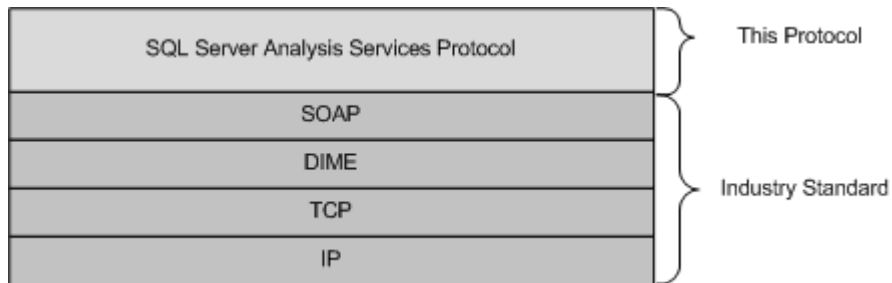 SQL Server Analysis Services Protocol
This Protocol
SOAP
DIME
TCP
IP
Industry Standard